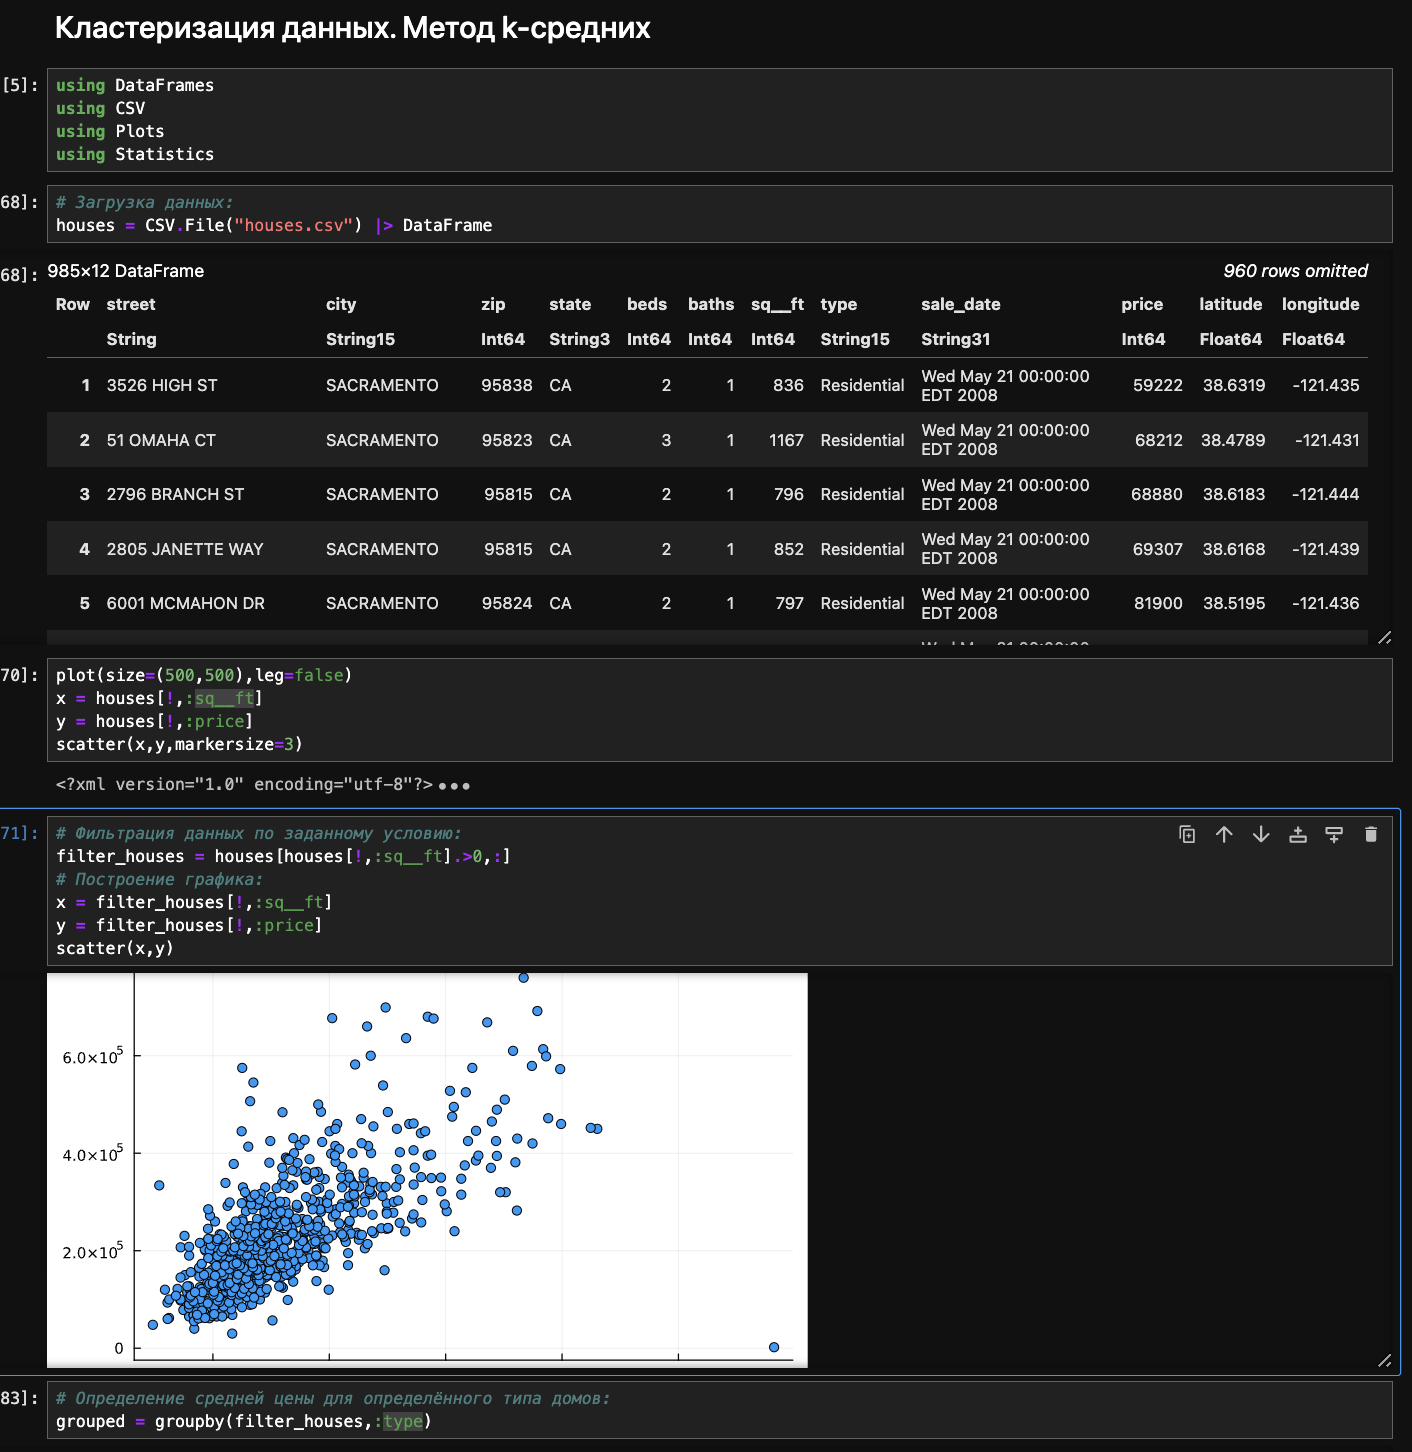 Кластеризация данных. Метод k-средних
[5]:
using DataFrames
using CSV
using Plots
using Statistics
68]:
# Загрузка данных:
houses = CSV.File("houses.csv") |> DataFrame
68]:
985×12 DataFrame 960 rows omitted
Row street city zip state beds baths sq__ft type sale_date price latitude longitude
String String15 Int64 String3 Int64 Int64 Int64 String15 String31 Int64 Float64 Float64
1 3526 HIGH ST SACRAMENTO 95838 CA 2 1 836 Residential Wed May 21 00:00:00 59222 38.6319 -121.435
EDT 2008
2 51 OMAHA CT SACRAMENTO 95823 CA 3 1 1167 Residential Wed May 21 00:00:00 68212 38.4789 -121.431
EDT 2008
3 2796 BRANCH ST SACRAMENTO 95815 CA 2 1 796 Residential Wed May 21 00:00:00 68880 38.6183 -121.444
EDT 2008
4 2805 JANETTE WAY SACRAMENTO 95815 CA 2 1 852 Residential Wed May 21 00:00:00 69307 38.6168 -121.439
EDT 2008
5 6001 MCMAHON DR SACRAMENTO 95824 CA 2 1 797 Residential Wed May 21 00:00:00 81900 38.5195 -121.436
EDT 2008
70]:
plot(size=(500,500),leg=false)
x = houses[!,:sq__ft]
y = houses[!,:price]
scatter(x,y,markersize=3)
<?xml version="1.0" encoding="utf-8"?>•••
71]:
# Фильтрация данных по заданному условию:
filter_houses = houses[houses[!,:sq__ft].>0,:]
# Построение графика:
x = filter_houses[!,:sq__ft]
y = filter_houses[!,:price]
scatter(x,y)
6.0×10⁵
4.0×10⁵
2.0×10⁵
0
83]:
# Определение средней цены для определённого типа домов:
grouped = groupby(filter_houses,:type)